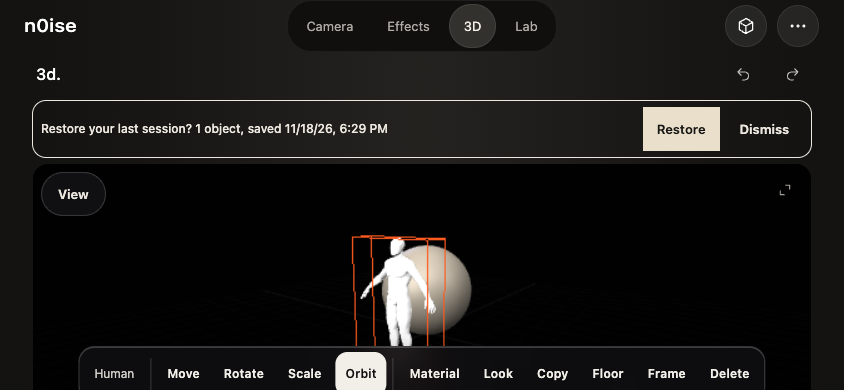 n0ise
Camera Effects 3D Lab
3d.
Restore your last session? 1 object, saved 11/18/26, 6:29 PM Restore Dismiss
View
Human Move Rotate Scale Orbit Material Look Copy Floor Frame Delete